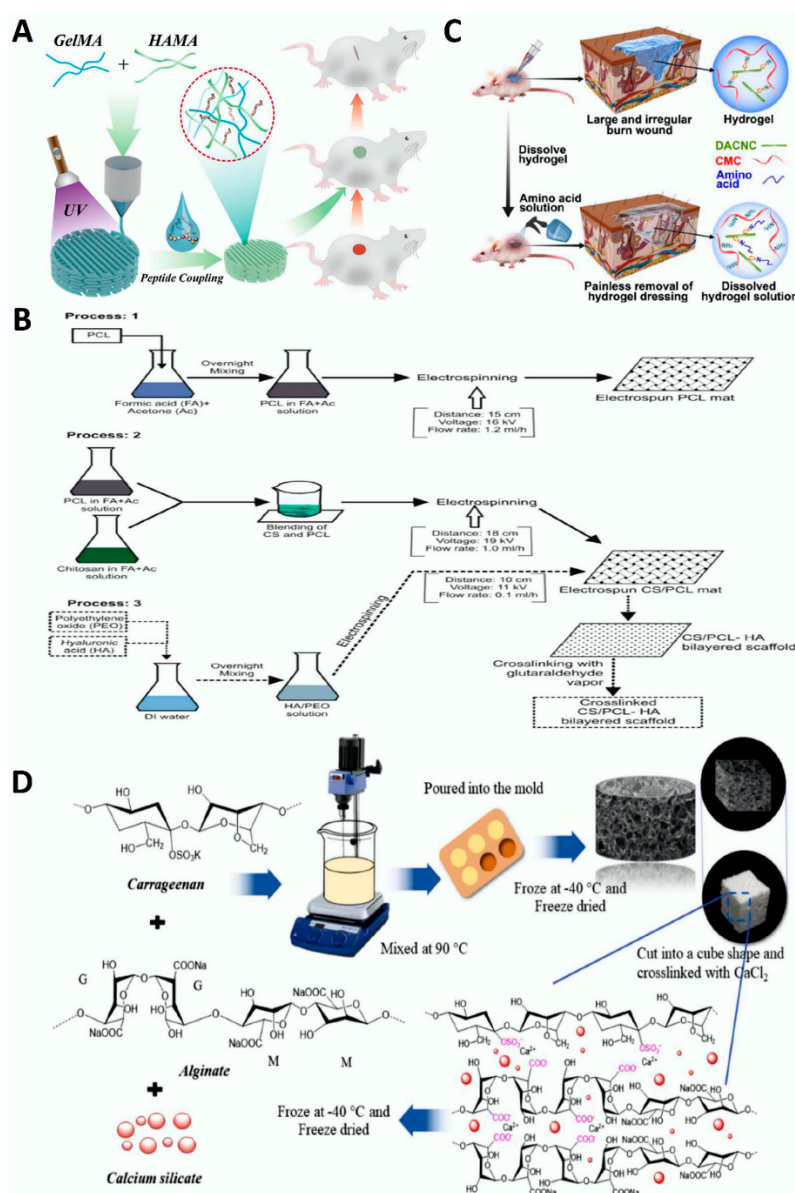 A
GelMA
HAMA
+
UV
Peptide Coupling
C
Large and irregular
burn wound
Hydrogel
Dissolve
hydrogel
DACNC
CMC
Amino
acid
Amino acid
solution
Painless removal of
hydrogel dressing
Dissolved
hydrogel solution
B
Process: 1
PCL
Overnight
Mixing
Formic acid (FA)+
Acetone (Ac)
PCL in FA+Ac
solution
Electrospinning
Distance: 15 cm
Voltage: 16 kV
Flow rate: 1.2 ml/h
Electrospun PCL mat
Process: 2
PCL in FA+Ac
solution
Chitosan in FA+Ac
solution
Blending of
CS and PCL
Electrospinning
Distance: 18 cm
Voltage: 19 kV
Flow rate: 1.0 ml/h
Electrospun CS/PCL mat
Process: 3
Polyethylene
oxide (PEO)
Hyaluronic
acid (HA)
DI water
Overnight
Mixing
HA/PEO
solution
Electrospinning
Distance: 10 cm
Voltage: 11 kV
Flow rate: 0.1 ml/h
CS/PCL- HA
bilayered scaffold
Crosslinking with
glutaraldehyde
vapor
Crosslinked
CS/PCL- HA
bilayered scaffold
D
Carrageenan
+
Alginate
+
Calcium silicate
G
G
M
M
Mixed at 90 °C
Poured into the mold
Froze at -40 °C and
Freeze dried
Cut into a cube shape and
crosslinked with CaCl₂
Froze at -40 °C and
Freeze dried